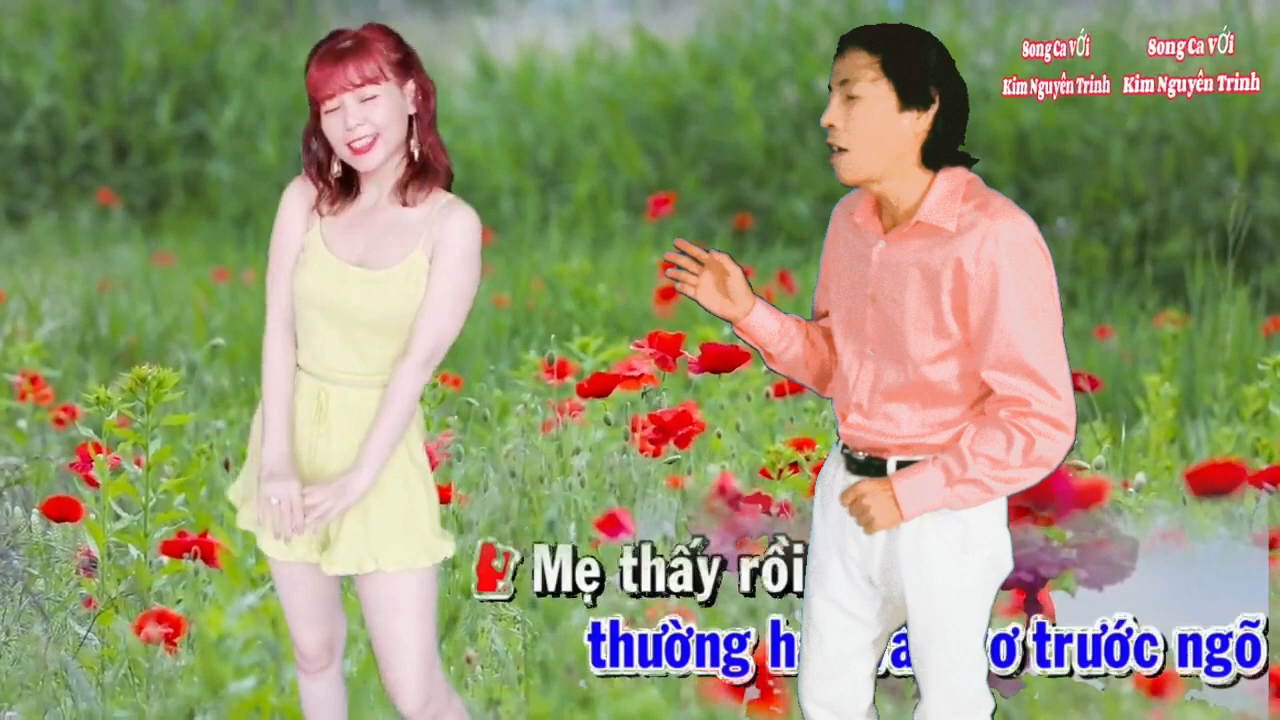 Song Ca Với Song Ca Với
Kim Nguyên Trinh Kim Nguyên Trinh
Mẹ thấy rồi
thường trước ngõ